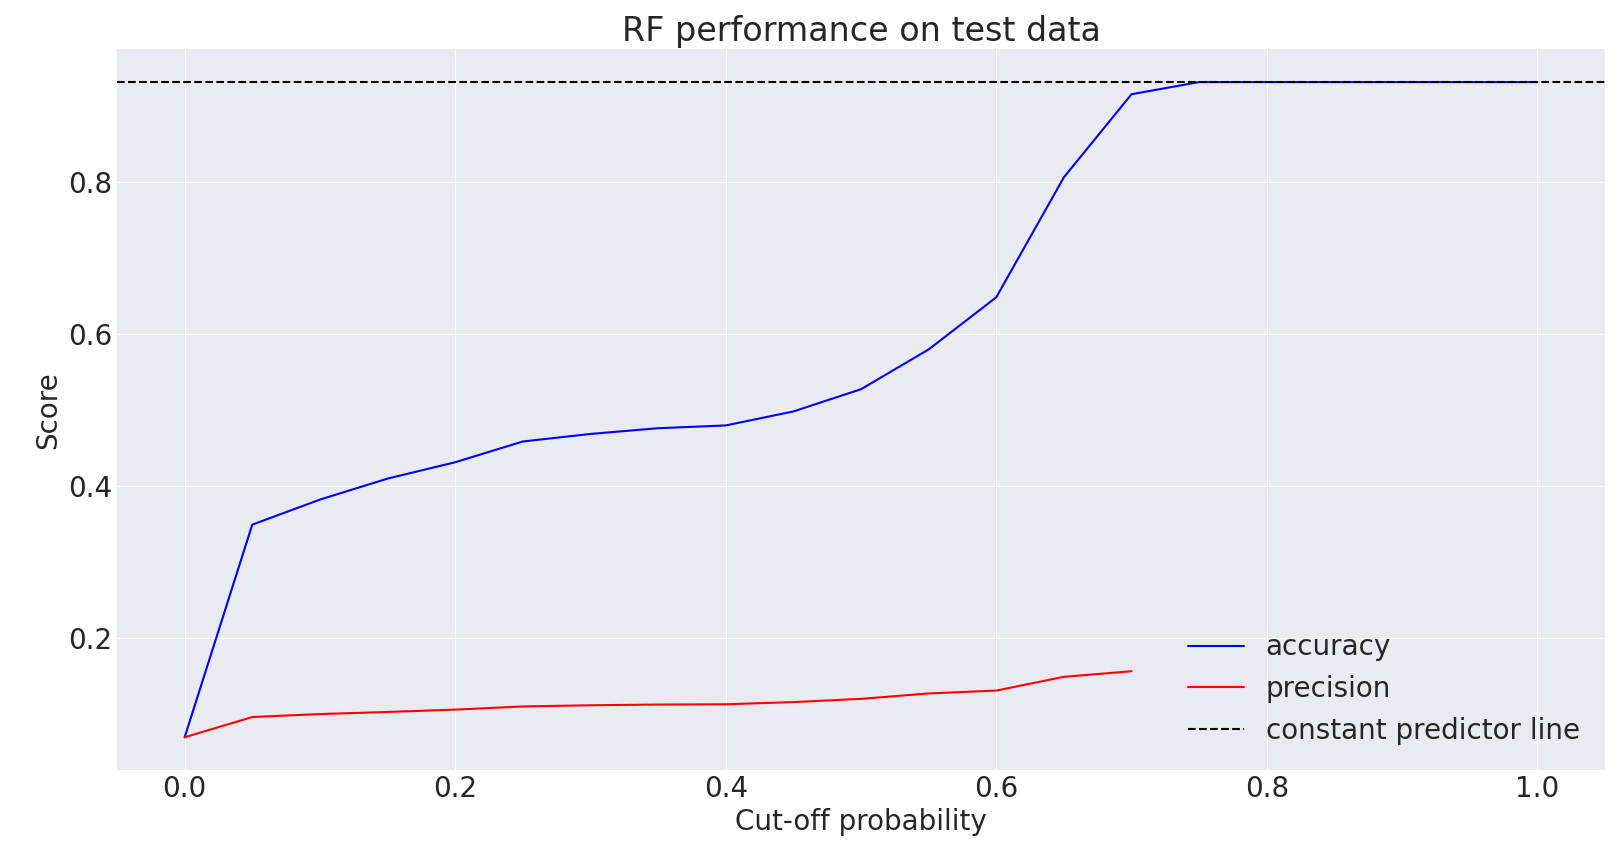 RF performance on test data
Score
0.8
0.6
0.4
0.2
accuracy
precision
constant predictor line
0.0 0.2 0.4 0.6 0.8 1.0
Cut-off probability